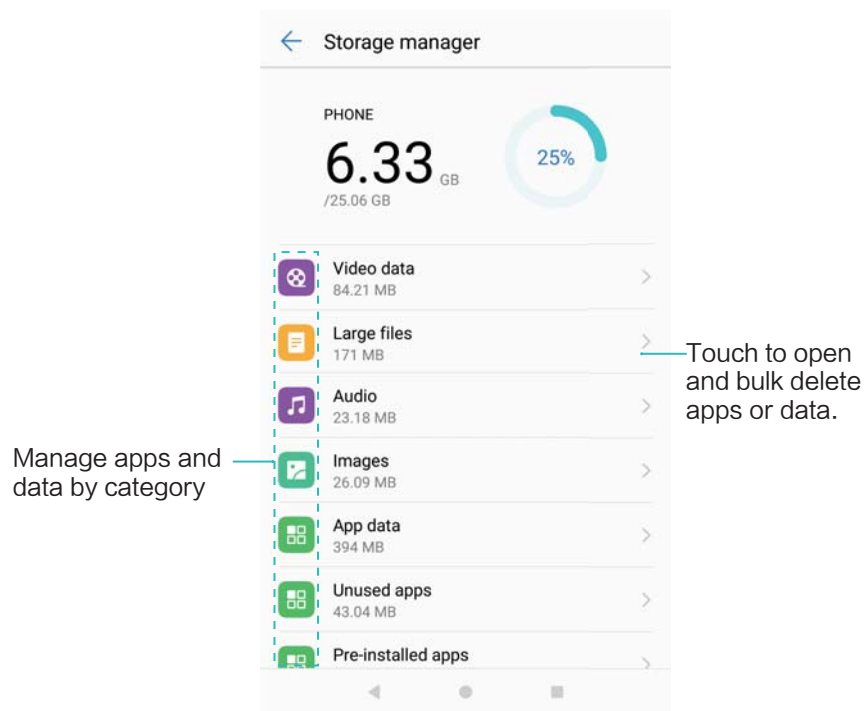 Storage manager
PHONE
6.33 GB
/25.06 GB
25%
Video data
84.21 MB
Large files
171 MB
Audio
23.18 MB
Images
26.09 MB
App data
394 MB
Unused apps
43.04 MB
Pre-installed apps
Manage apps and
data by category
Touch to open
and bulk delete
apps or data.